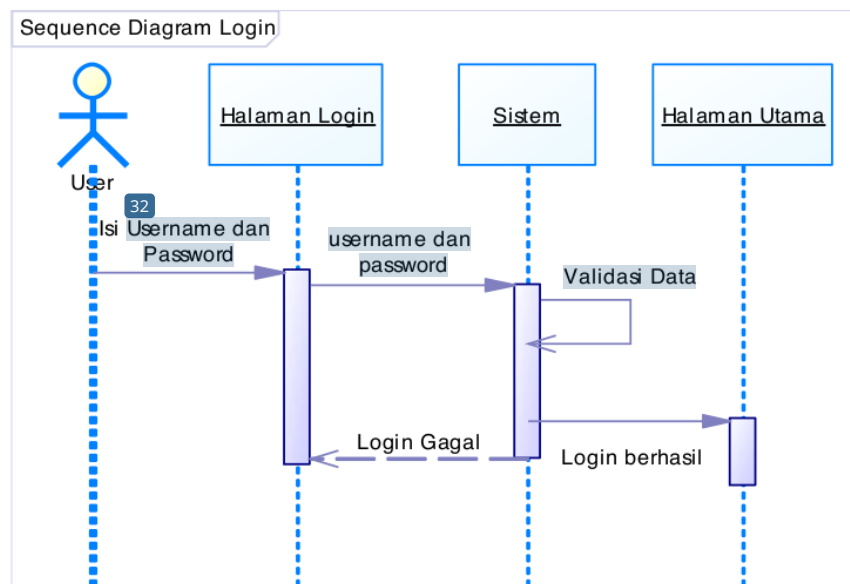 Sequence Diagram Login
Halaman Login
Sistem
Halaman Utama
User
32
Isi Username dan
Password
username dan
password
Validasi Data
Login Gagal
Login berhasil